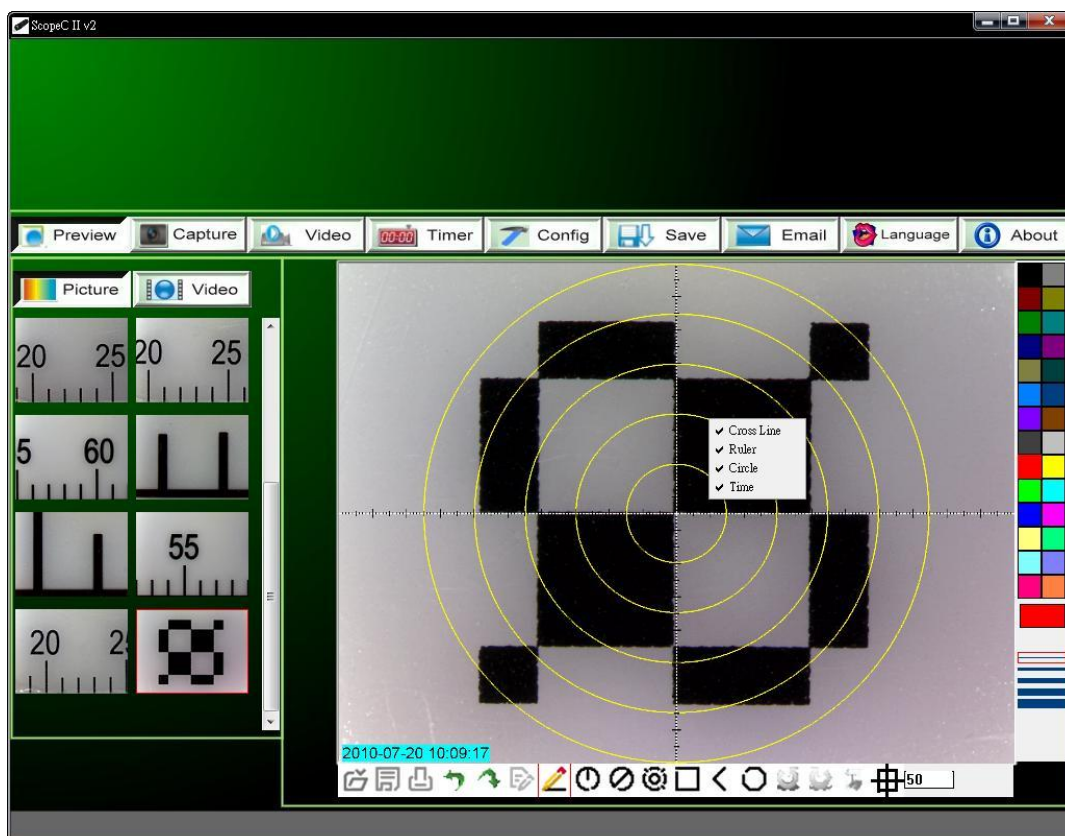 ScopeC II v2
Preview Capture Video Timer Config Save Email Language About
00:00
Picture Video
20 25 20 25
5 60
55
20 2
Cross Line
Ruler
Circle
Time
2010-07-20 10:09:17
50